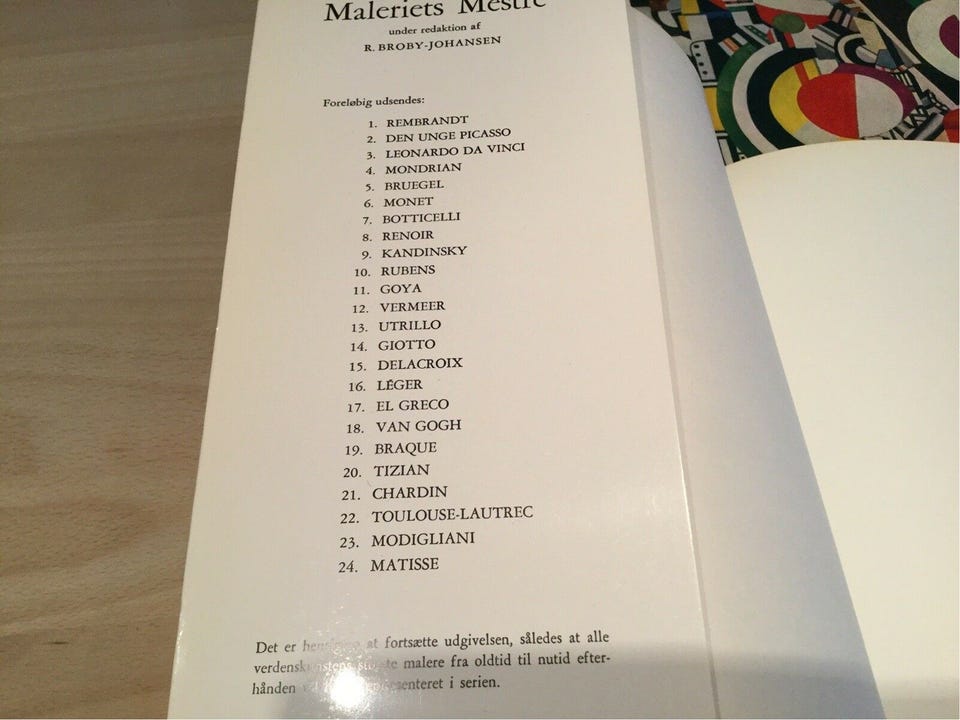 Maleriets Mestre
under redaktion af
R. BROBY-JOHANSEN
Foreløbig udsendes:
1. REMBRANDT
2. DEN UNGE PICASSO
3. LEONARDO DA VINCI
4. MONDRIAN
5. BRUEGEL
6. MONET
7. BOTTICELLI
8. RENOIR
9. KANDINSKY
10. RUBENS
11. GOYA
12. VERMEER
13. UTRILLO
14. GIOTTO
15. DELACROIX
16. LÉGER
17. EL GRECO
18. VAN GOGH
19. BRAQUE
20. TIZIAN
21. CHARDIN
22. TOULOUSE-LAUTREC
23. MODIGLIANI
24. MATISSE
Det er at fortsætte udgivelsen, således at alle
malere fra oldtid til nutid efter-
hånden i serien.